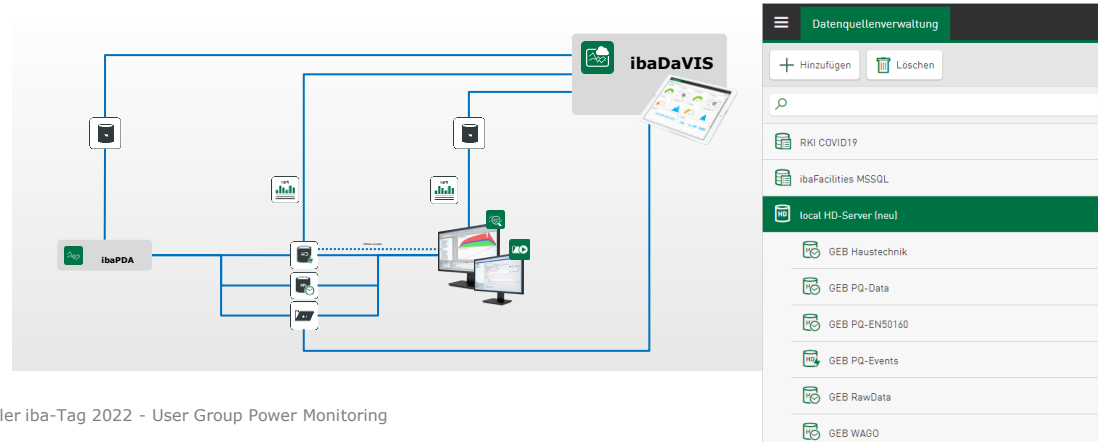 ibaDaVIS
ibaPDA
ler iba-Tag 2022 - User Group Power Monitoring
Datenquellenverwaltung
Hinzufügen
Löschen
RKI COVID19
ibaFacilities MSSQL
HD local HD-Server (neu)
GEB Haustechnik
GEB PQ-Data
GEB PQ-EN50160
GEB PQ-Events
GEB RawData
GEB WAGO